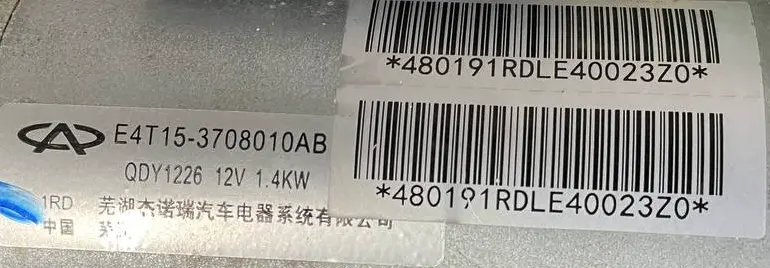 *480191RDLE40023Z0*
E4T15-3708010AB
*480191RDLE40023Z0*
QDY1226 12V 1.4KW
1RD 芜湖杰诺瑞汽车电器系统有限公司
中国